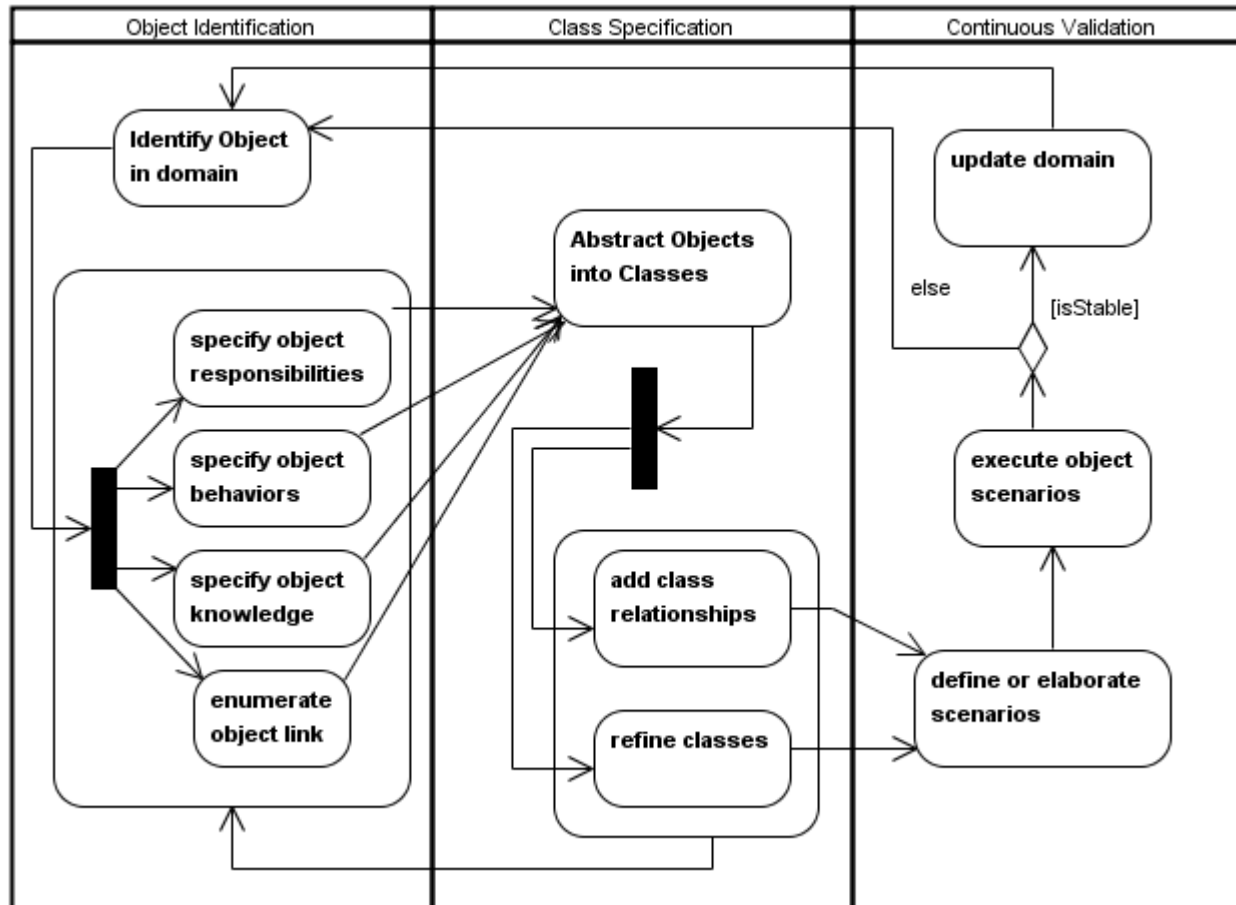 Object Identification
Class Specification
Continuous Validation
Identify Object
in domain
update domain
Abstract Objects
into Classes
else
[isStable]
specify object
responsibilities
specify object
behaviors
execute object
scenarios
specify object
knowledge
add class
relationships
enumerate
object link
define or elaborate
scenarios
refine classes